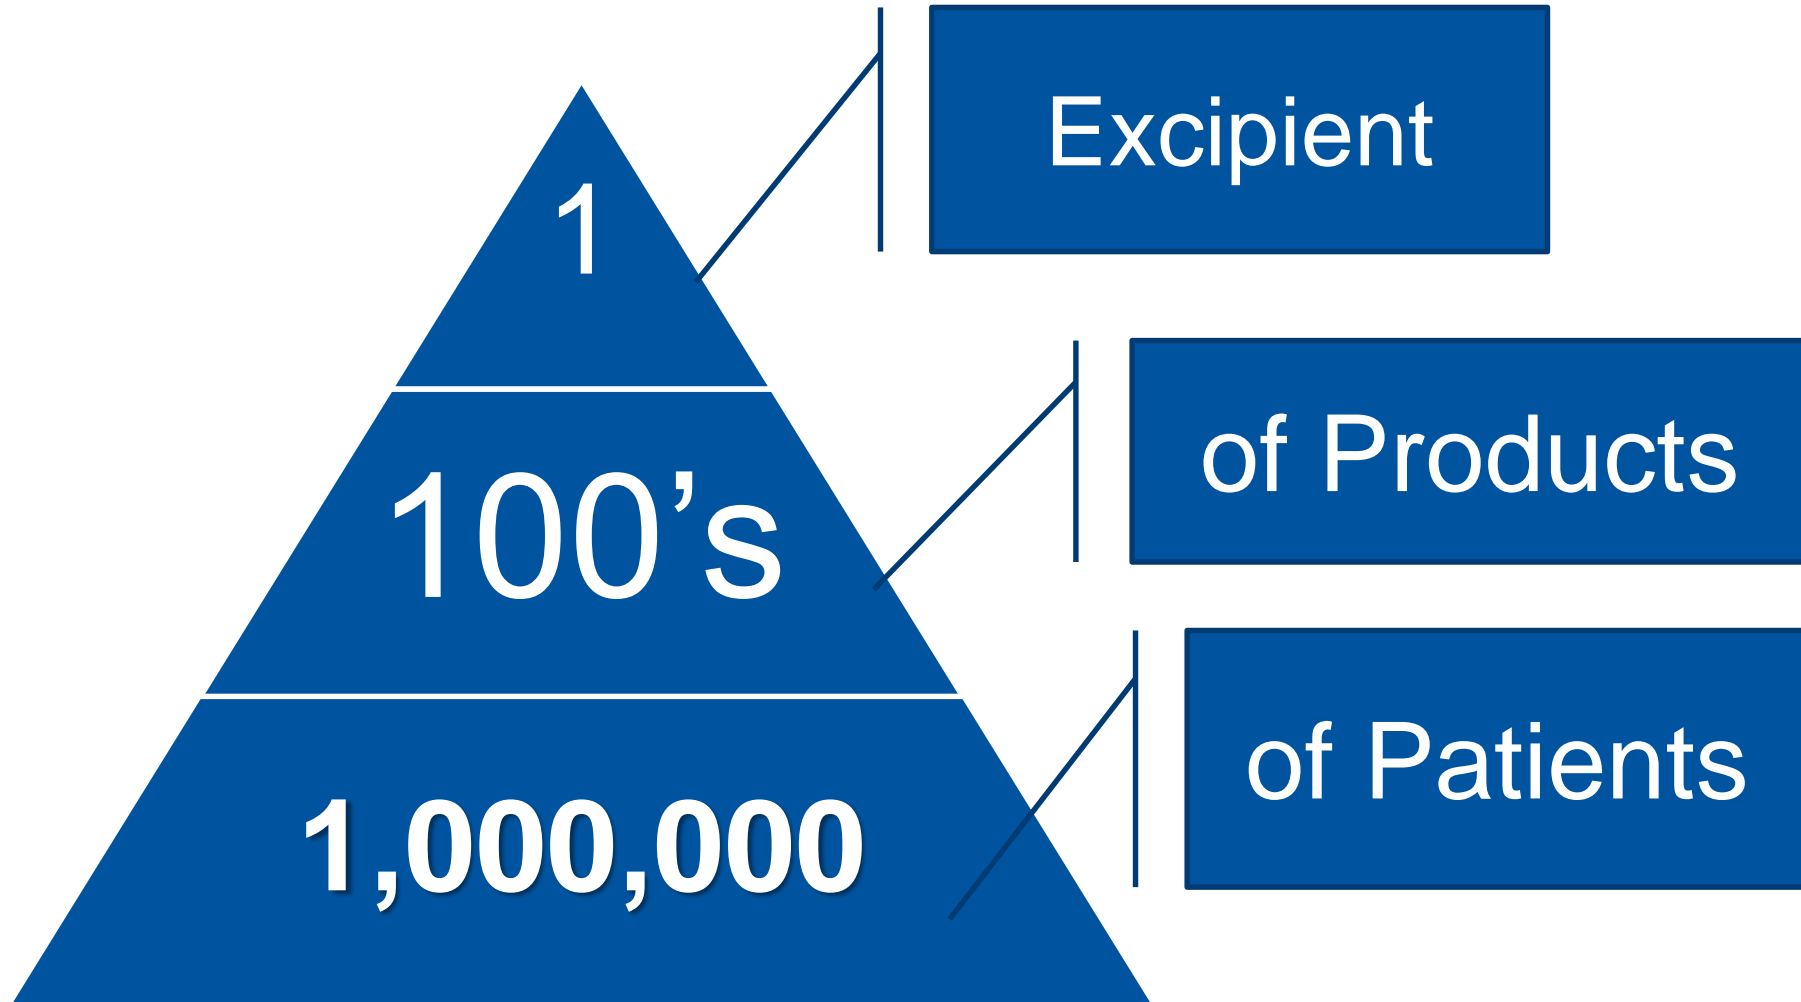 1
Excipient
100’s
of Products
1,000,000
of Patients